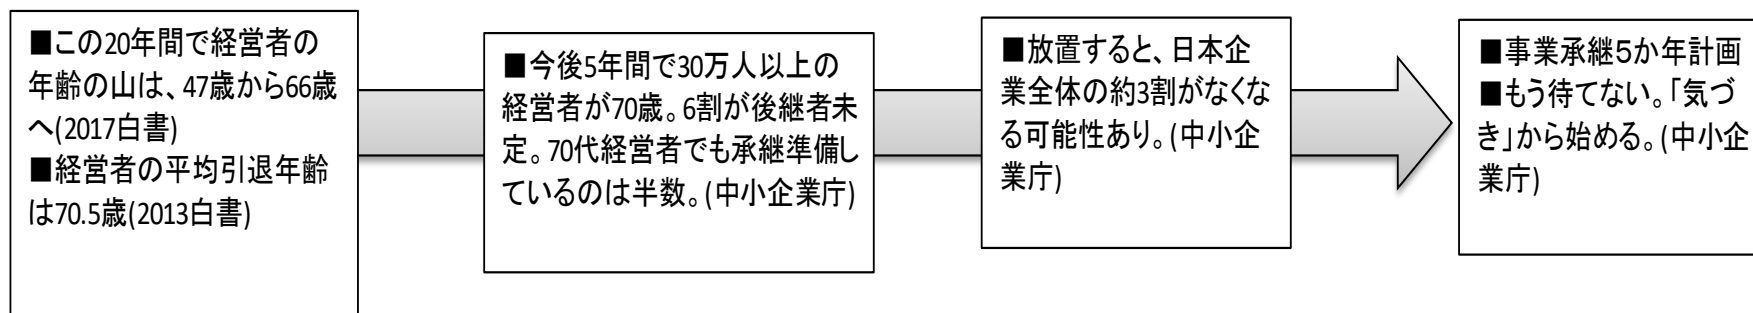 ■この20年間で経営者の
年齢の山は、47歳から66歳
へ(2017白書)
■経営者の平均引退年齢
は70.5歳(2013白書)
■今後5年間で30万人以上の
経営者が70歳。6割が後継者未
定。70代経営者でも承継準備し
ているのは半数。(中小企業庁)
■放置すると、日本企
業全体の約3割がなくな
る可能性あり。(中小企
業庁)
■事業承継５か年計画
■もう待てない。「気づ
き」から始める。(中小企
業庁)